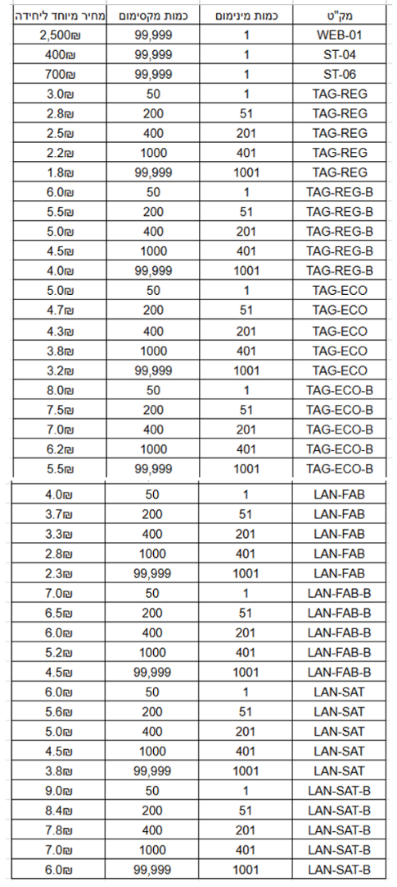 מק"ט כמות מינימום כמות מקסימום מחיר מיוחד ליחידה
WEB-01 1 99,999 2,500₪
ST-04 1 99,999 400₪
ST-06 1 99,999 700₪
TAG-REG 1 50 3.0₪
TAG-REG 51 200 2.8₪
TAG-REG 201 400 2.5₪
TAG-REG 401 1000 2.2₪
TAG-REG 1001 99,999 1.8₪
TAG-REG-B 1 50 6.0₪
TAG-REG-B 51 200 5.5₪
TAG-REG-B 201 400 5.0₪
TAG-REG-B 401 1000 4.5₪
TAG-REG-B 1001 99,999 4.0₪
TAG-ECO 1 50 5.0₪
TAG-ECO 51 200 4.7₪
TAG-ECO 201 400 4.3₪
TAG-ECO 401 1000 3.8₪
TAG-ECO 1001 99,999 3.2₪
TAG-ECO-B 1 50 8.0₪
TAG-ECO-B 51 200 7.5₪
TAG-ECO-B 201 400 7.0₪
TAG-ECO-B 401 1000 6.2₪
TAG-ECO-B 1001 99,999 5.5₪
LAN-FAB 1 50 4.0₪
LAN-FAB 51 200 3.7₪
LAN-FAB 201 400 3.3₪
LAN-FAB 401 1000 2.8₪
LAN-FAB 1001 99,999 2.3₪
LAN-FAB-B 1 50 7.0₪
LAN-FAB-B 51 200 6.5₪
LAN-FAB-B 201 400 6.0₪
LAN-FAB-B 401 1000 5.2₪
LAN-FAB-B 1001 99,999 4.5₪
LAN-SAT 1 50 6.0₪
LAN-SAT 51 200 5.6₪
LAN-SAT 201 400 5.0₪
LAN-SAT 401 1000 4.5₪
LAN-SAT 1001 99,999 3.8₪
LAN-SAT-B 1 50 9.0₪
LAN-SAT-B 51 200 8.4₪
LAN-SAT-B 201 400 7.8₪
LAN-SAT-B 401 1000 7.0₪
LAN-SAT-B 1001 99,999 6.0₪